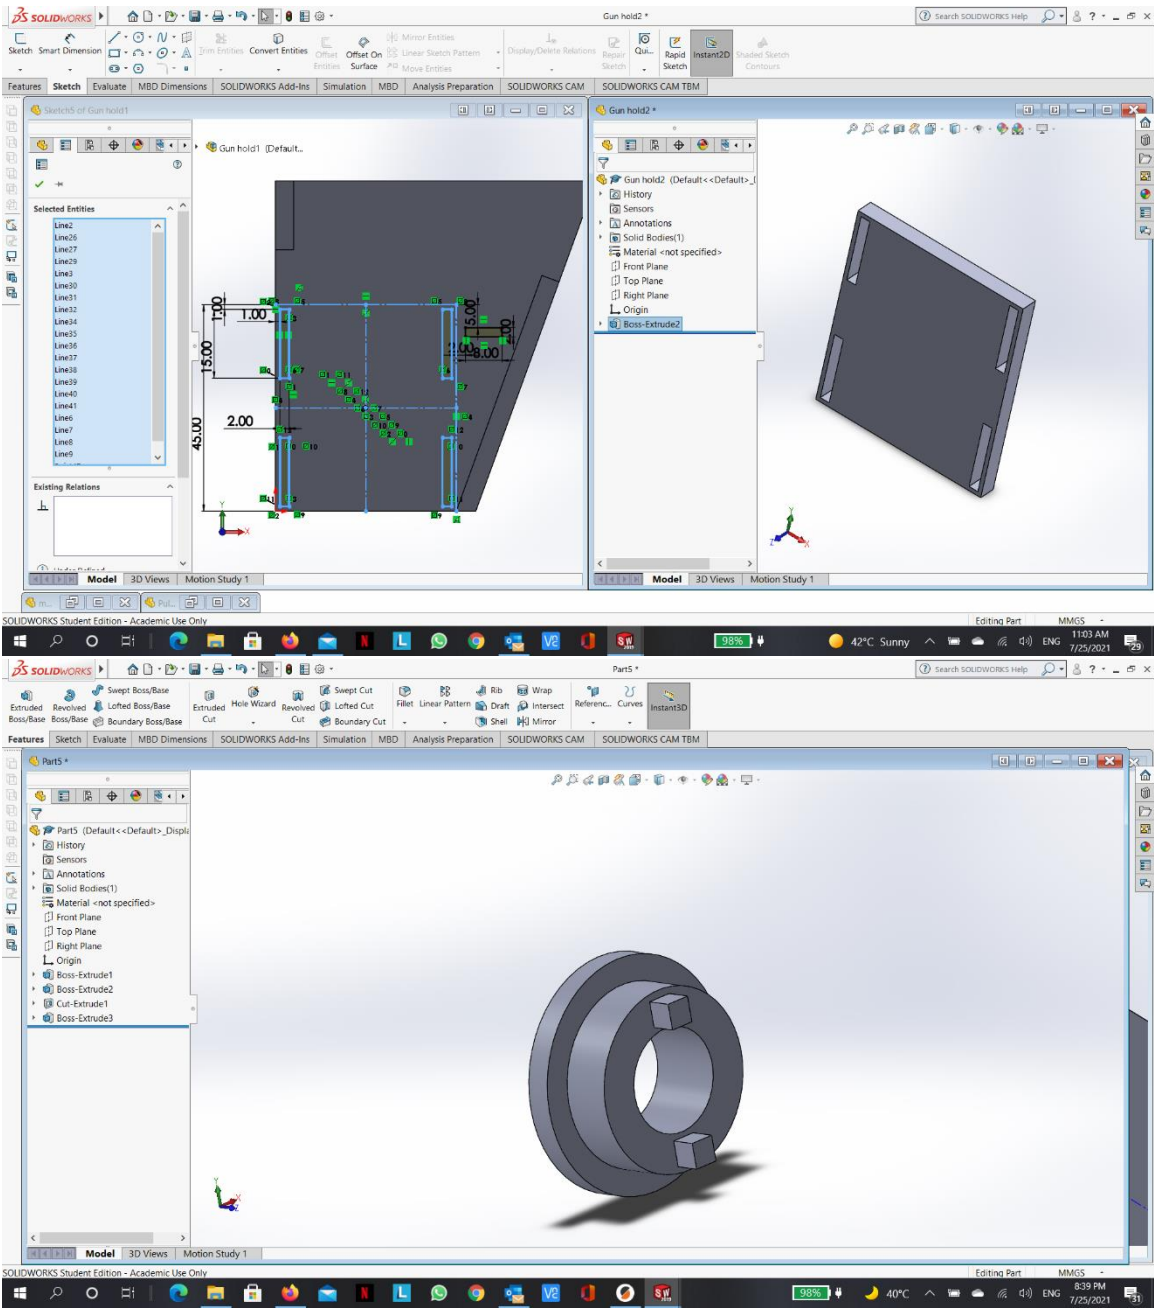 SOLIDWORKS
Gun hold2 *
Search SOLIDWORKS Help
Sketch
Smart Dimension
Trim Entities
Convert Entities
Offset Entities
Offset On Surface
Mirror Entities
Linear Sketch Pattern
Move Entities
Display/Delete Relations
Repair Sketch
Qui...
Rapid Sketch
Instant2D
Shaded Sketch Contours
Features Sketch Evaluate MBD Dimensions SOLIDWORKS Add-Ins Simulation MBD Analysis Preparation SOLIDWORKS CAM SOLIDWORKS CAM TBM
Sketch5 of Gun hold1
Gun hold1 (Default...
Selected Entities
Line2
Line26
Line27
Line29
Line3
Line30
Line31
Line32
Line34
Line35
Line36
Line37
Line38
Line39
Line40
Line41
Line6
Line7
Line8
Line9
Existing Relations
Under Defined
1.00
1.00
15.00
45.00
2.00
5.00
8.00
Model 3D Views Motion Study 1
Gun hold2 *
Gun hold2 (Default<<Default>_[
History
Sensors
Annotations
Solid Bodies(1)
Material <not specified>
Front Plane
Top Plane
Right Plane
Origin
Boss-Extrude2
Model 3D Views Motion Study 1
m...
Pul...
SOLIDWORKS Student Edition - Academic Use Only
Editing Part
MMGS
98%
42°C Sunny
ENG
11:03 AM
7/25/2021
29
SOLIDWORKS
Part5 *
Search SOLIDWORKS Help
Extruded Boss/Base
Revolved Boss/Base
Swept Boss/Base
Lofted Boss/Base
Boundary Boss/Base
Extruded Cut
Hole Wizard
Revolved Cut
Swept Cut
Lofted Cut
Boundary Cut
Fillet
Linear Pattern
Rib
Draft
Shell
Wrap
Intersect
Mirror
Referenc...
Curves
Instant3D
Features Sketch Evaluate MBD Dimensions SOLIDWORKS Add-Ins Simulation MBD Analysis Preparation SOLIDWORKS CAM SOLIDWORKS CAM TBM
Part5 *
Part5 (Default<<Default>_Displa
History
Sensors
Annotations
Solid Bodies(1)
Material <not specified>
Front Plane
Top Plane
Right Plane
Origin
Boss-Extrude1
Boss-Extrude2
Cut-Extrude1
Boss-Extrude3
Model 3D Views Motion Study 1
SOLIDWORKS Student Edition - Academic Use Only
Editing Part
MMGS
98%
40°C
ENG
8:39 PM
7/25/2021
31